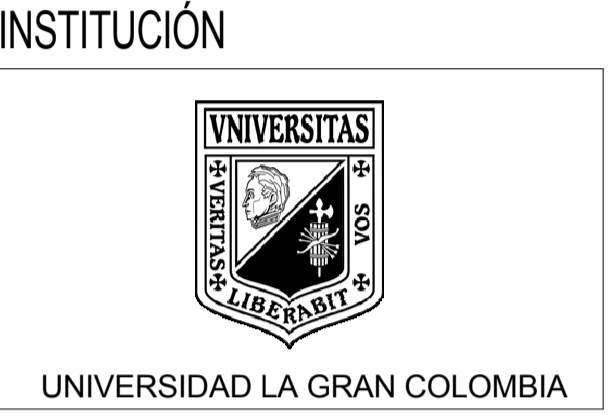 INSTITUCIÓN
VNIVERSITAS
VERITAS
LIBERABIT
VOS
UNIVERSIDAD LA GRAN COLOMBIA